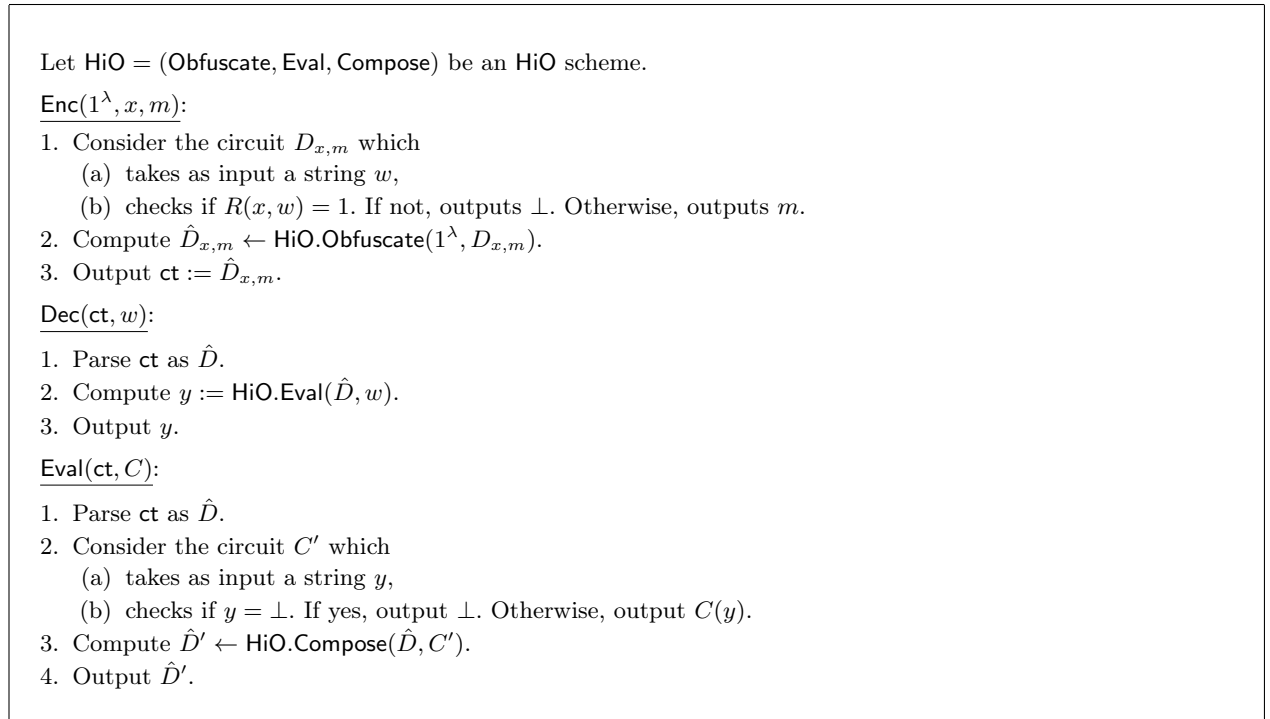 Let HiO = (Obfuscate, Eval, Compose) be an HiO scheme.
Enc(1^λ, x, m):
1. Consider the circuit D_{x,m} which
(a) takes as input a string w,
(b) checks if R(x, w) = 1. If not, outputs ⊥. Otherwise, outputs m.
2. Compute D̂_{x,m} ← HiO.Obfuscate(1^λ, D_{x,m}).
3. Output ct := D̂_{x,m}.
Dec(ct, w):
1. Parse ct as D̂.
2. Compute y := HiO.Eval(D̂, w).
3. Output y.
Eval(ct, C):
1. Parse ct as D̂.
2. Consider the circuit C′ which
(a) takes as input a string y,
(b) checks if y = ⊥. If yes, output ⊥. Otherwise, output C(y).
3. Compute D̂′ ← HiO.Compose(D̂, C′).
4. Output D̂′.